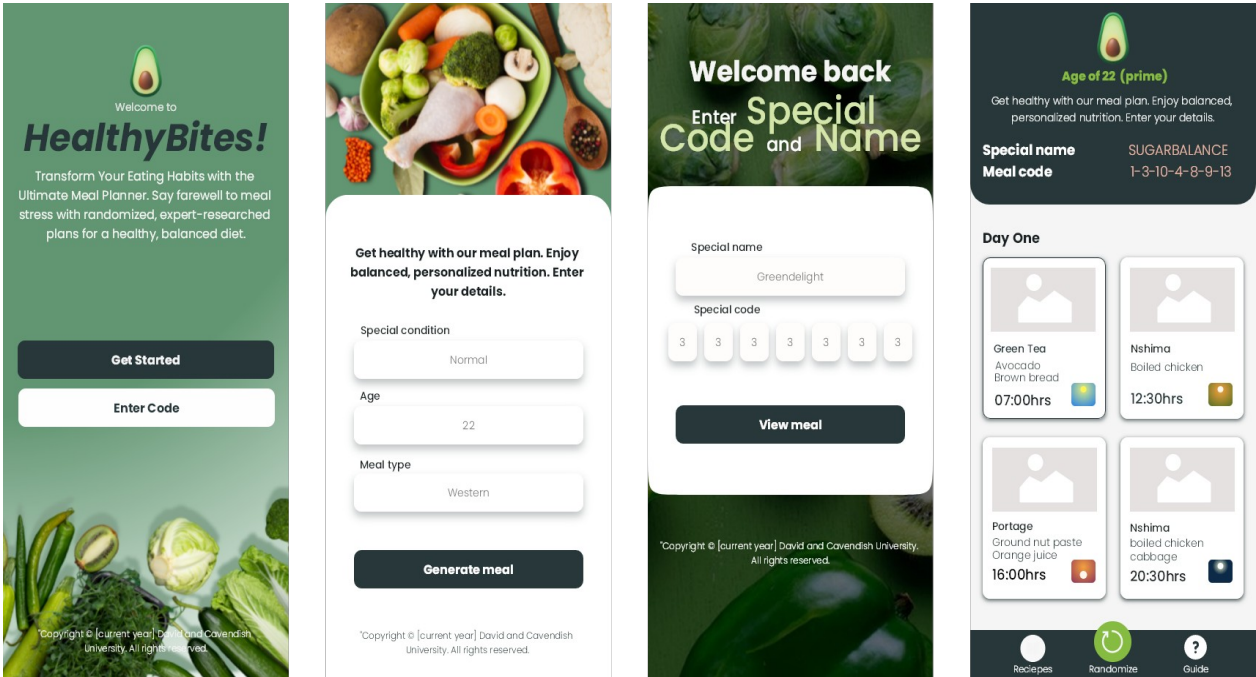 Welcome to
HealthyBites!
Transform Your Eating Habits with the
Ultimate Meal Planner. Say farewell to meal
stress with randomized, expert-researched
plans for a healthy, balanced diet.
Get Started
Enter Code
"Copyright © [current year] David and Cavendish
University. All rights reserved.
Get healthy with our meal plan. Enjoy
balanced, personalized nutrition. Enter
your details.
Special condition
Normal
Age
22
Meal type
Western
Generate meal
"Copyright © [current year] David and Cavendish
University. All rights reserved.
Welcome back
Enter Special
Code and Name
Special name
Greendelight
Special code
3 3 3 3 3 3 3
View meal
"Copyright © [current year] David and Cavendish University.
All rights reserved.
Age of 22 (prime)
Get healthy with our meal plan. Enjoy balanced,
personalized nutrition. Enter your details.
Special name SUGARBALANCE
Meal code 1-3-10-4-8-9-13
Day One
Green Tea
Avocado
Brown bread
07:00hrs
Nshima
Boiled chicken
12:30hrs
Portage
Ground nut paste
Orange juice
16:00hrs
Nshima
boiled chicken
cabbage
20:30hrs
Reciepes
Randomize
?
Guide